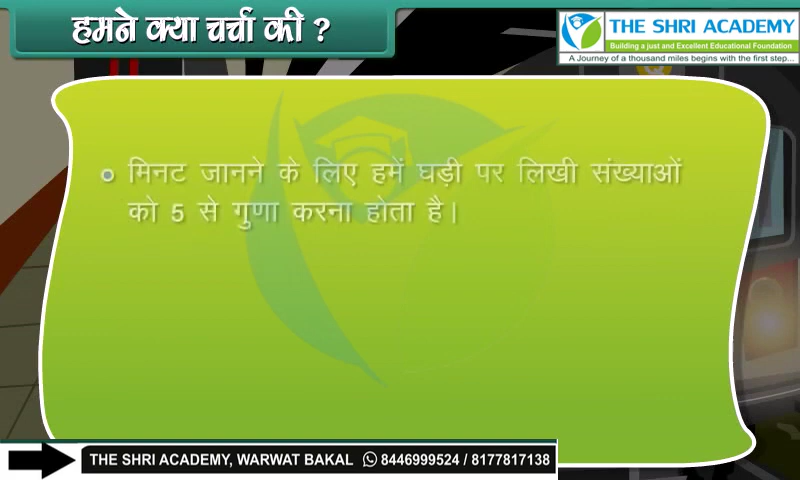 हमने क्या चर्चा की ?
THE SHRI ACADEMY
Building a just and Excellent Educational Foundation
A Journey of a thousand miles begins with the first step...
मिनट जानने के लिए हमें घड़ी पर लिखी संख्याओं
को 5 से गुणा करना होता है।
THE SHRI ACADEMY, WARWAT BAKAL 8446999524 / 8177817138